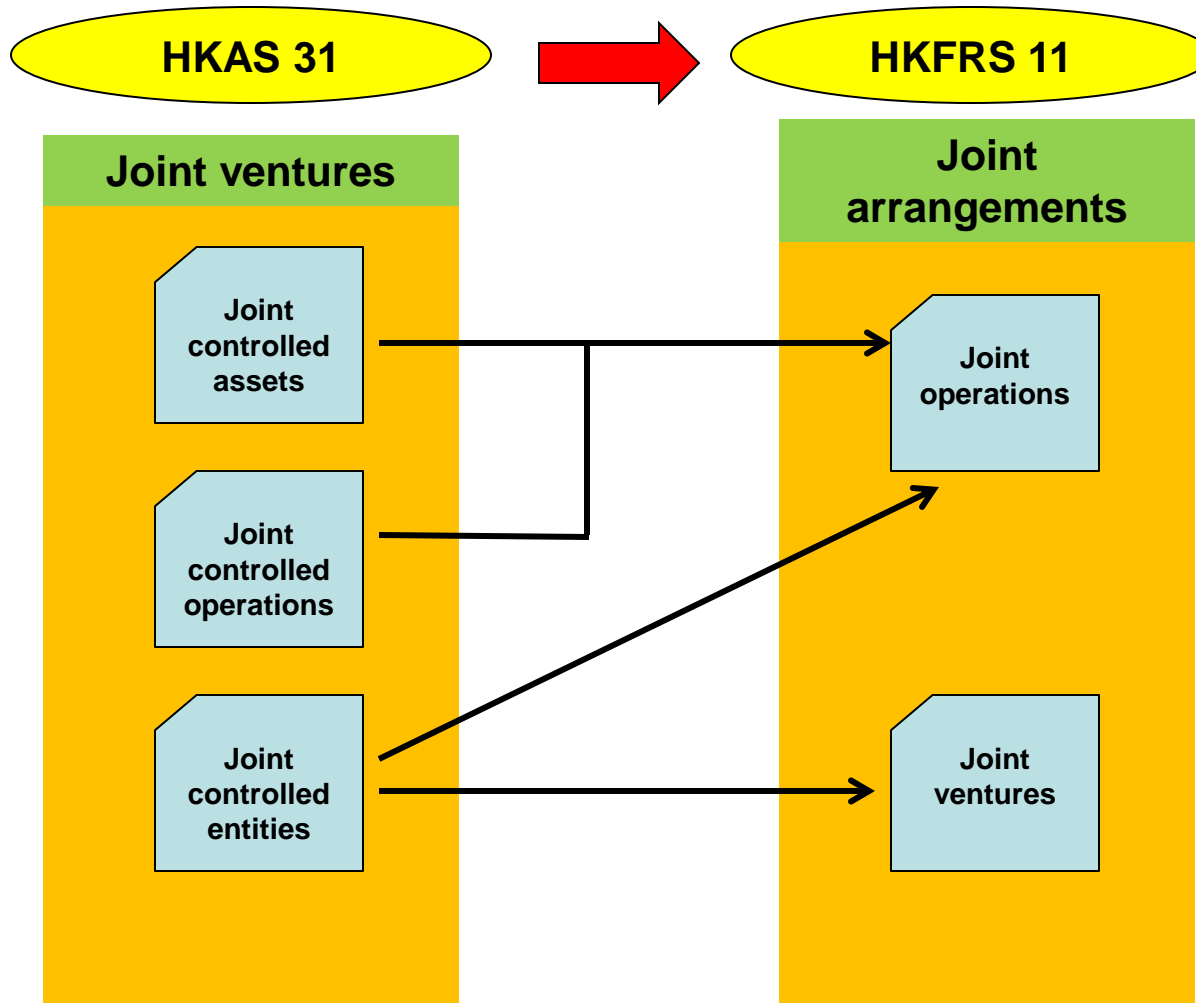 HKAS 31
HKFRS 11
Joint ventures
Joint
controlled
assets
Joint
controlled
operations
Joint
controlled
entities
Joint
arrangements
Joint
operations
Joint
ventures